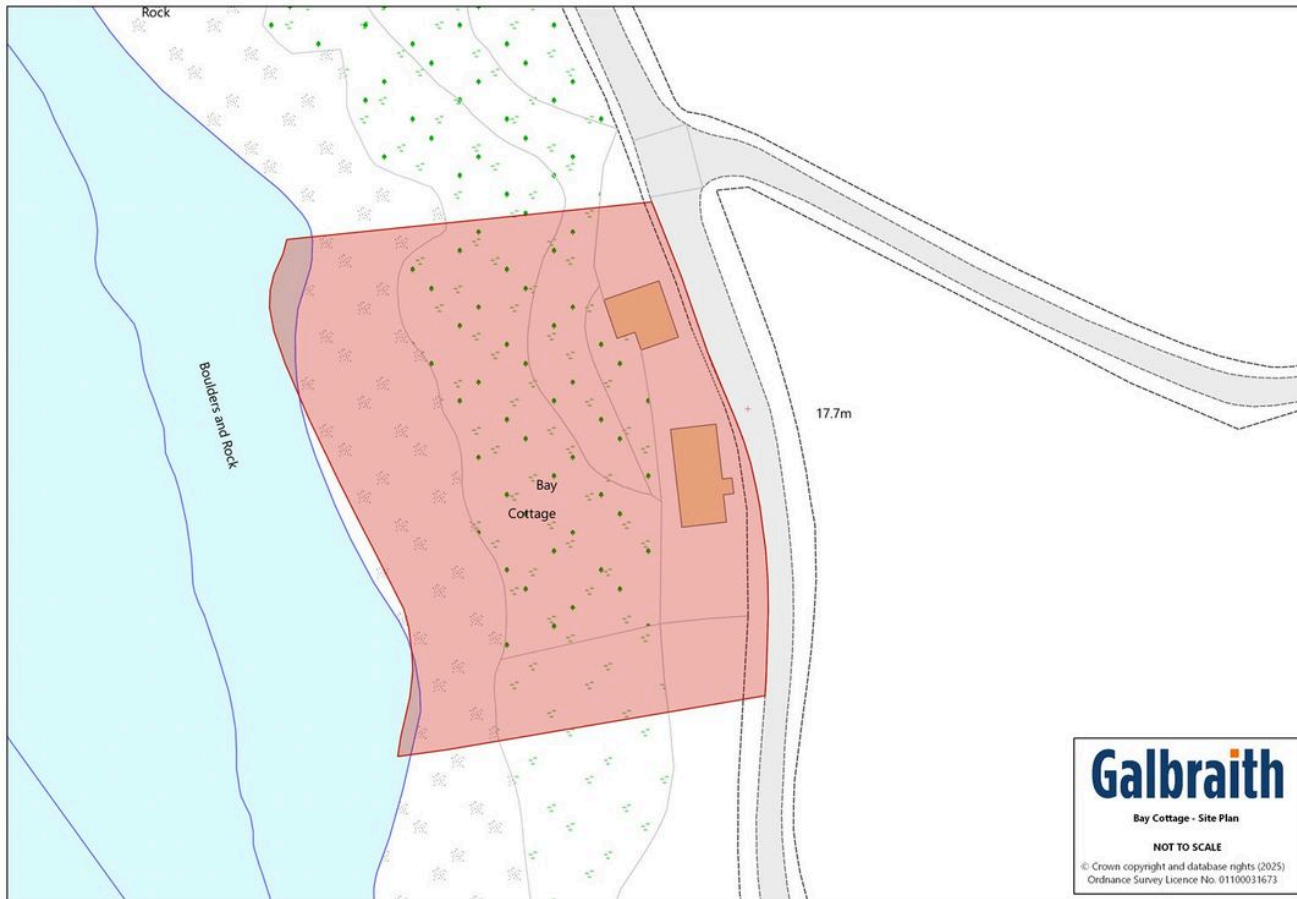 Rock
Boulders and Rock
17.7m
Bay
Cottage
Galbraith
Bay Cottage - Site Plan
NOT TO SCALE
© Crown copyright and database rights (2025)
Ordnance Survey Licence No. 01100031673